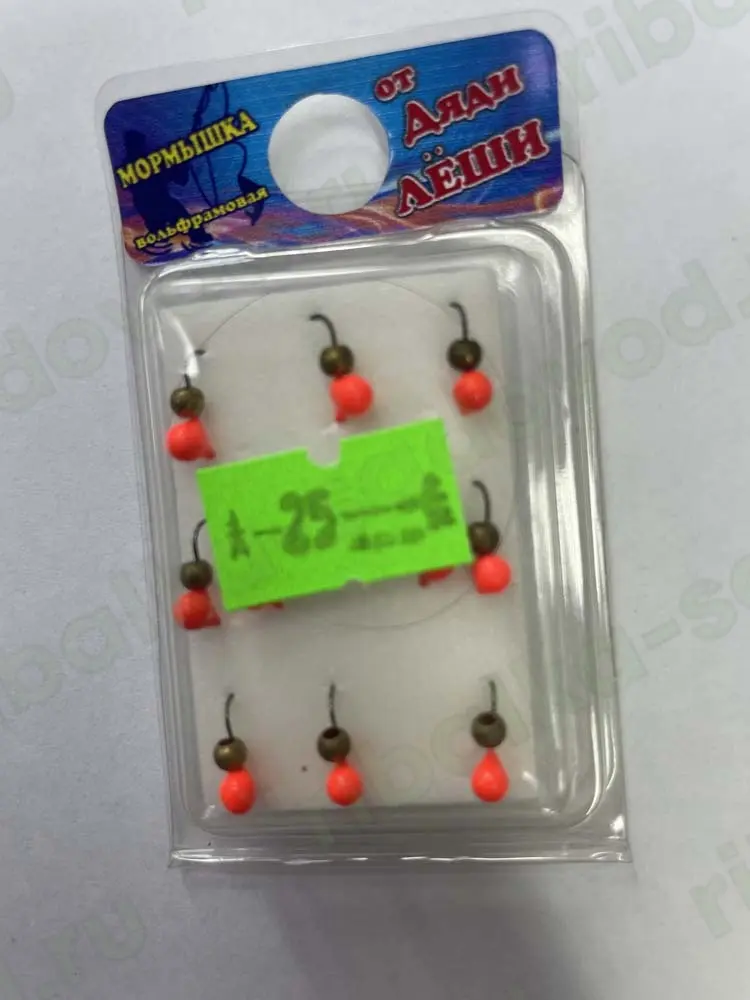 МОРМЫШКА
вольфрамовая
от
Дяди
ЛЁШИ
25